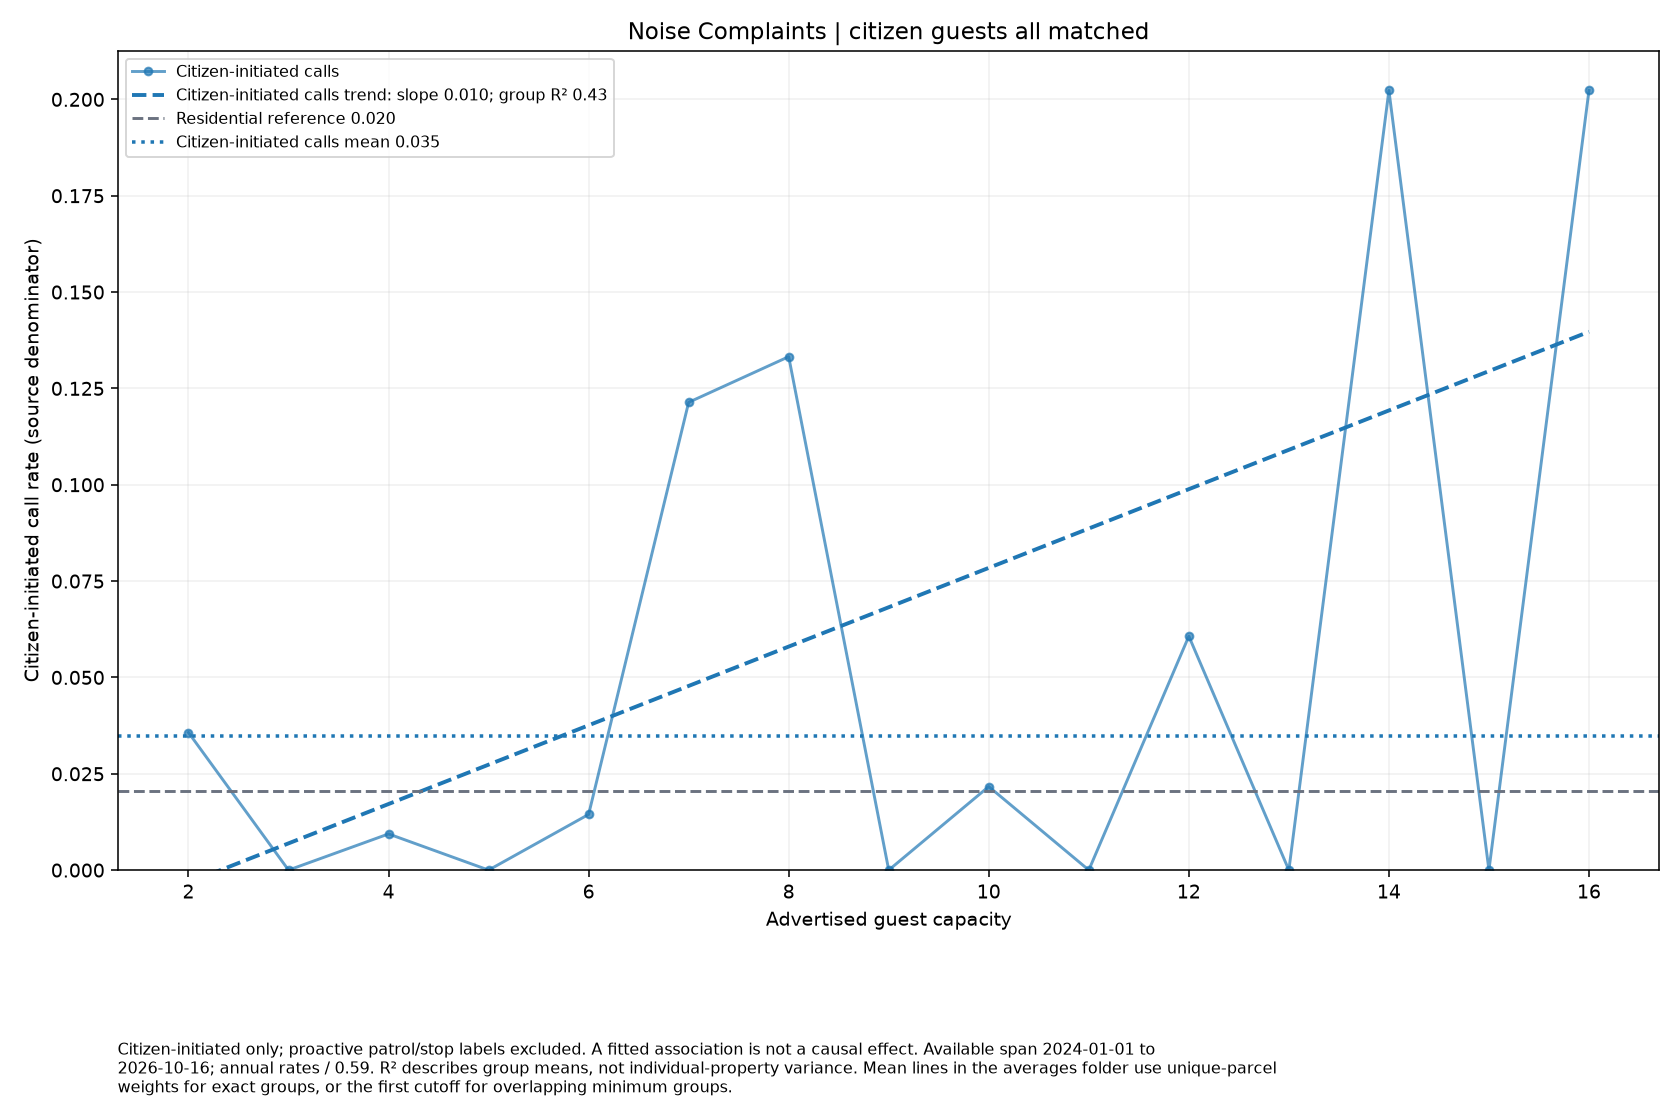 Noise Complaints | citizen guests all matched
Citizen-initiated calls
Citizen-initiated calls trend: slope 0.010; group R² 0.43
Residential reference 0.020
Citizen-initiated calls mean 0.035
Citizen-initiated call rate (source denominator)
0.200
0.175
0.150
0.125
0.100
0.075
0.050
0.025
0.000
2 4 6 8 10 12 14 16
Advertised guest capacity
Citizen-initiated only; proactive patrol/stop labels excluded. A fitted association is not a causal effect. Available span 2024-01-01 to
2026-10-16; annual rates / 0.59. R² describes group means, not individual-property variance. Mean lines in the averages folder use unique-parcel
weights for exact groups, or the first cutoff for overlapping minimum groups.